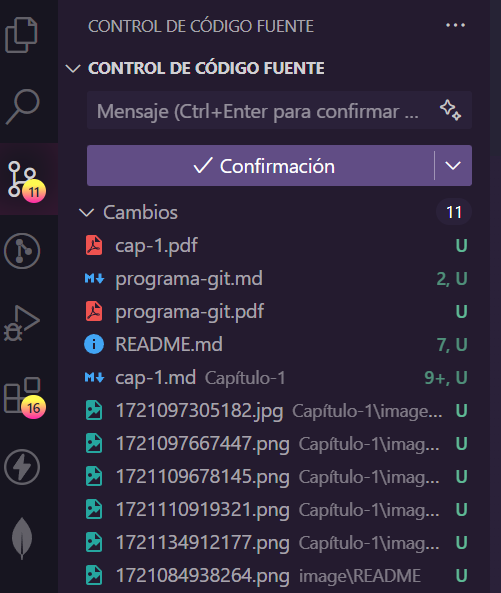 CONTROL DE CÓDIGO FUENTE ...
CONTROL DE CÓDIGO FUENTE
Mensaje (Ctrl+Enter para confirmar ...
Confirmación
11
Cambios 11
cap-1.pdf U
programa-git.md 2, U
programa-git.pdf U
README.md 7, U
cap-1.md Capítulo-1 9+, U
16
1721097305182.jpg Capítulo-1\image... U
1721097667447.png Capítulo-1\imag... U
1721109678145.png Capítulo-1\imag... U
1721110919321.png Capítulo-1\imag... U
1721134912177.png Capítulo-1\imag... U
1721084938264.png image\README U